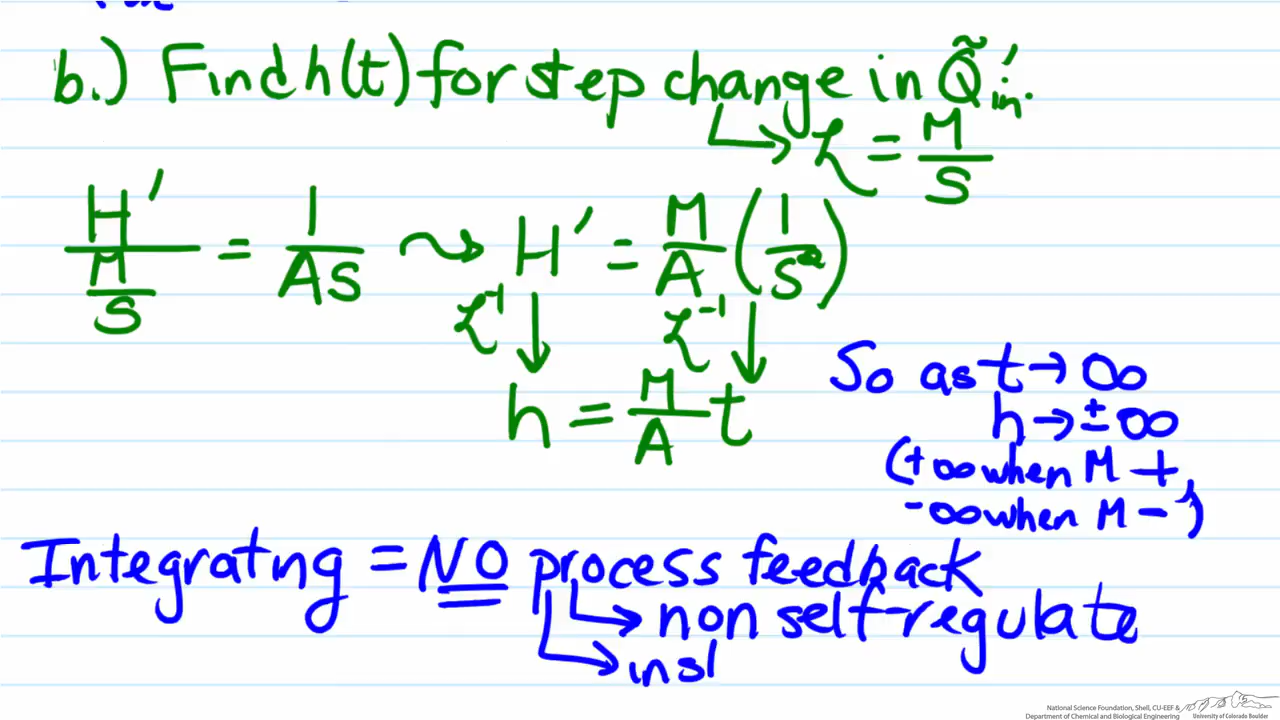 b.) Find h(t) for step change in Q̃'in.
ℒ = M/S
H'/(M/S) = 1/AS ⤳ H' = M/A (1/S²)
ℒ⁻¹ ↓ ℒ⁻¹ ↓
h = M/A t
So as t → ∞
h → ±∞
(+∞ when M +,
-∞ when M -)
Integrating = NO process feedback
↳ non self-regulate
↳ insl
National Science Foundation, Shell, CU-EEF &
Department of Chemical and Biological Engineering
University of Colorado Boulder